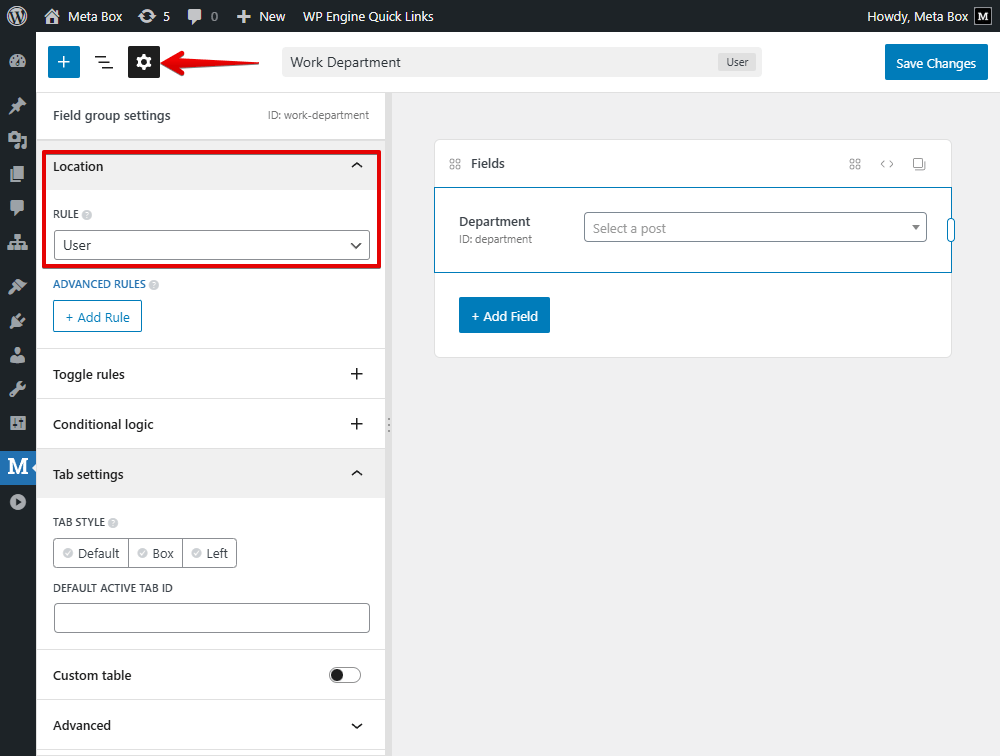 Meta Box 5 0 New WP Engine Quick Links Howdy, Meta Box M
+ Work Department User Save Changes
Field group settings ID: work-department
Location
RULE ?
User
ADVANCED RULES ?
+ Add Rule
Toggle rules +
Conditional logic +
Tab settings
TAB STYLE ?
Default Box Left
DEFAULT ACTIVE TAB ID
Custom table
Advanced
M
Fields
Department
ID: department
Select a post
+ Add Field